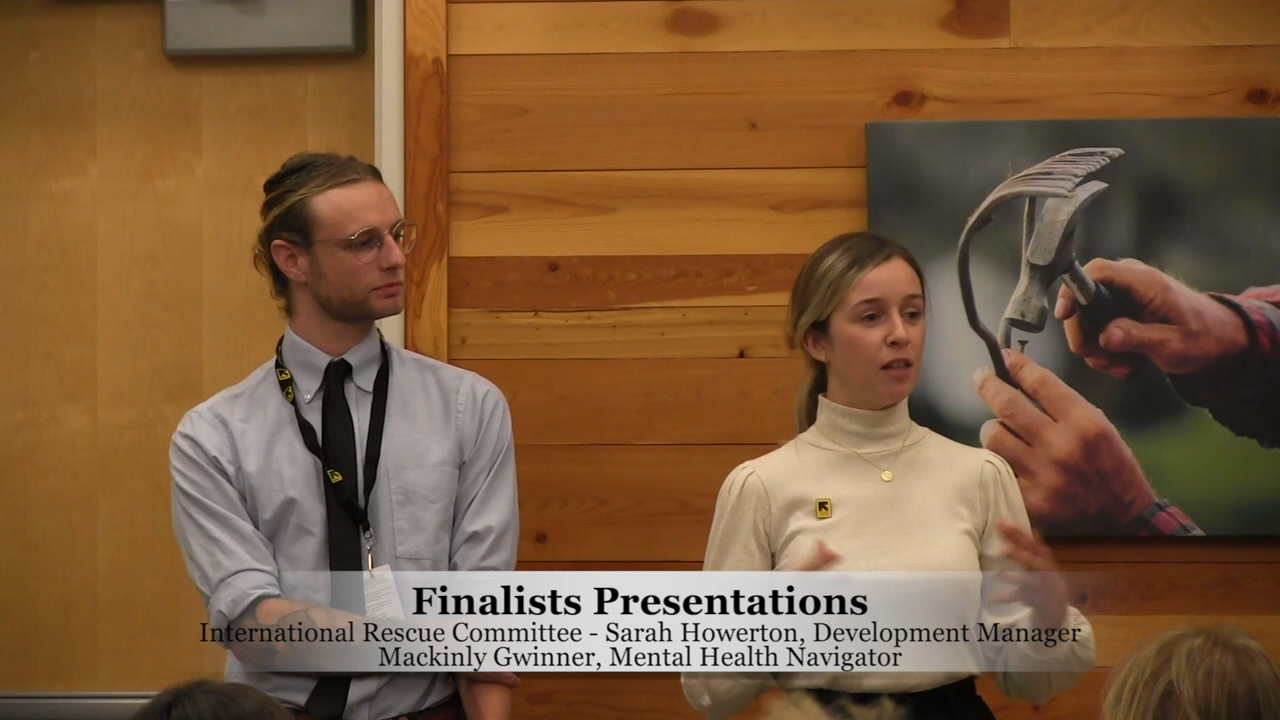 Finalists Presentations
International Rescue Committee - Sarah Howerton, Development Manager
Mackinly Gwinner, Mental Health Navigator